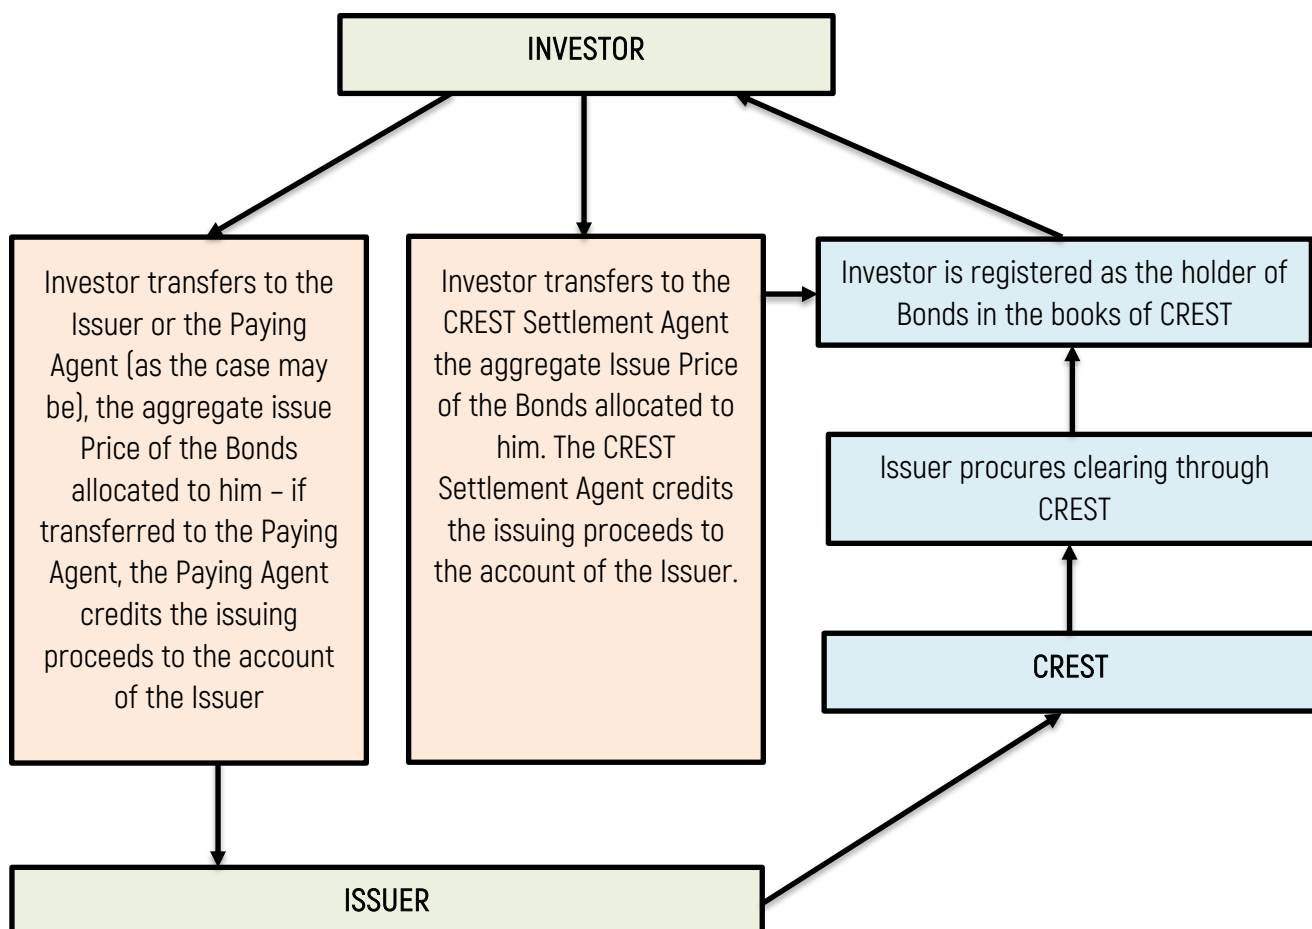 INVESTOR
Investor transfers to the
Issuer or the Paying
Agent (as the case may
be), the aggregate issue
Price of the Bonds
allocated to him – if
transferred to the Paying
Agent, the Paying Agent
credits the issuing
proceeds to the account
of the Issuer
Investor transfers to the
CREST Settlement Agent
the aggregate Issue Price
of the Bonds allocated to
him. The CREST
Settlement Agent credits
the issuing proceeds to
the account of the Issuer.
Investor is registered as the holder of
Bonds in the books of CREST
Issuer procures clearing through
CREST
CREST
ISSUER